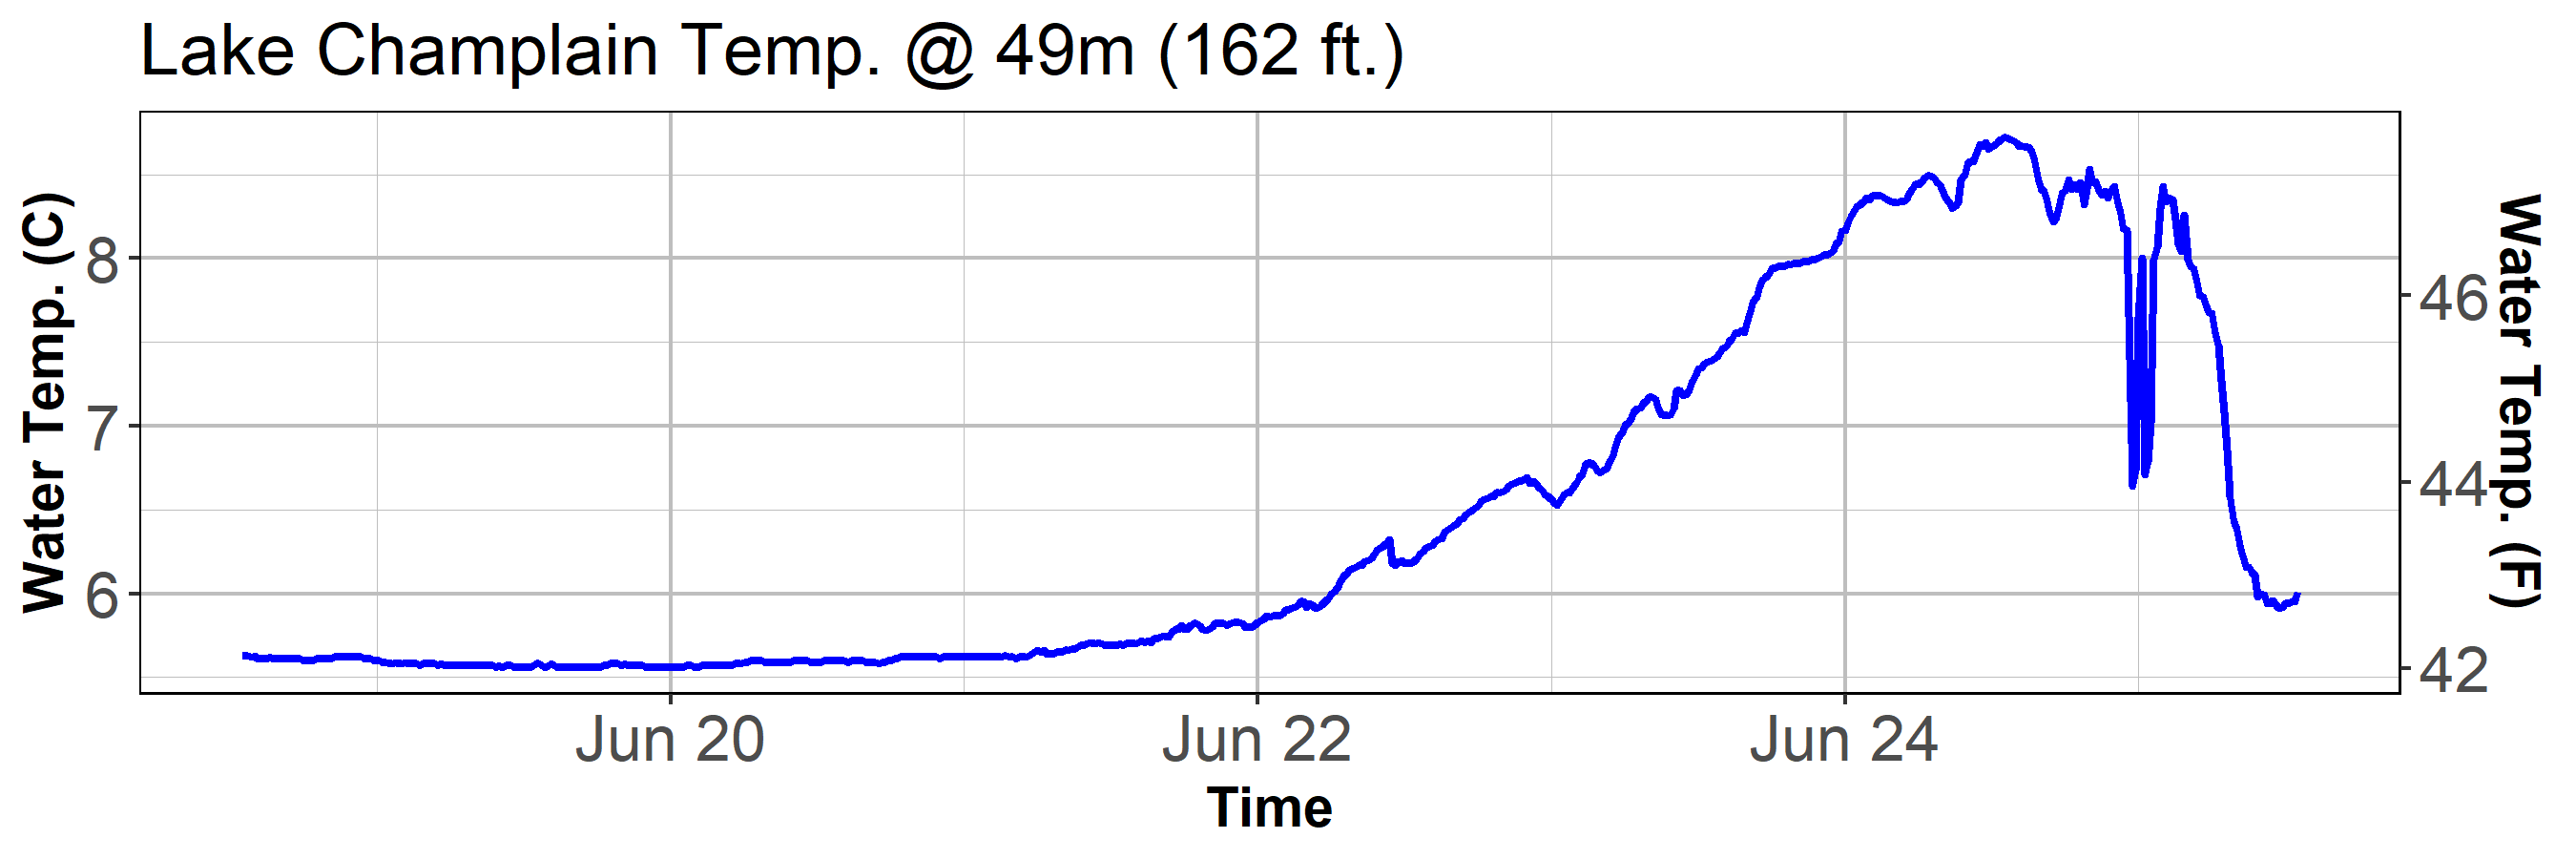 Lake Champlain Temp. @ 49m (162 ft.)
Water Temp. (C)
8
7
6
46
44
42
Water Temp. (F)
Jun 20
Jun 22
Jun 24
Time